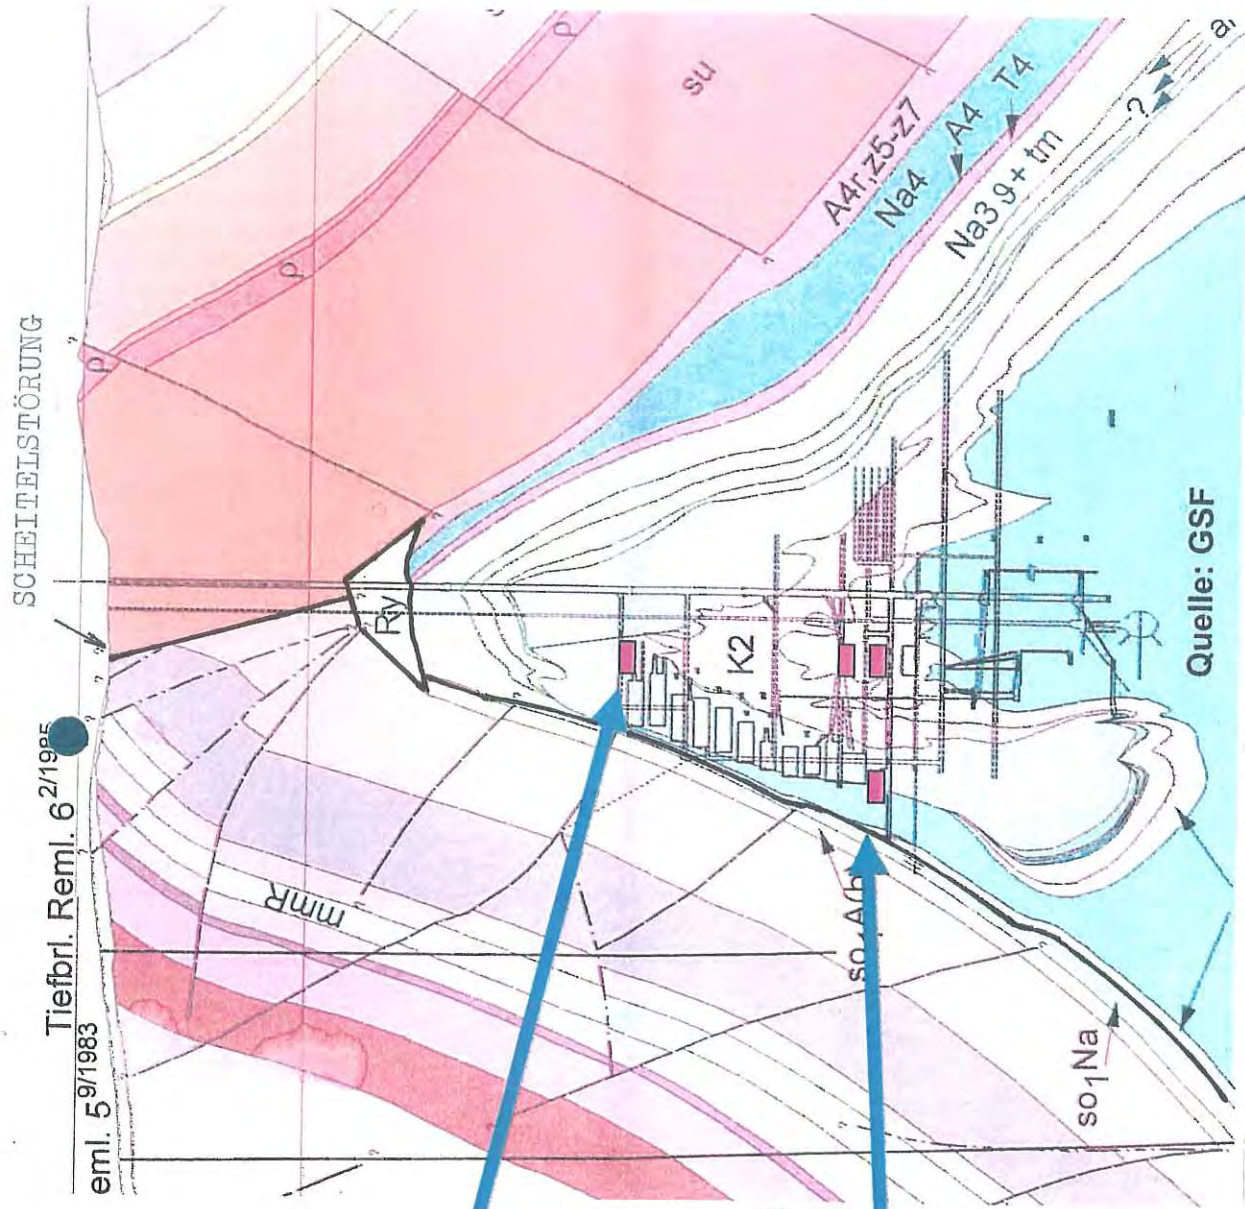 SCHEITELSTÖRUNG
Tiefbrl. Reml. 6 2/1985
eml. 5 9/1983
ρ
ρ
ρ
su
A4r,z5-z7
Na4
A4
T4
Na3 9+ tm
?
Ry
mmR
K2
so1Na
Quelle: GSF